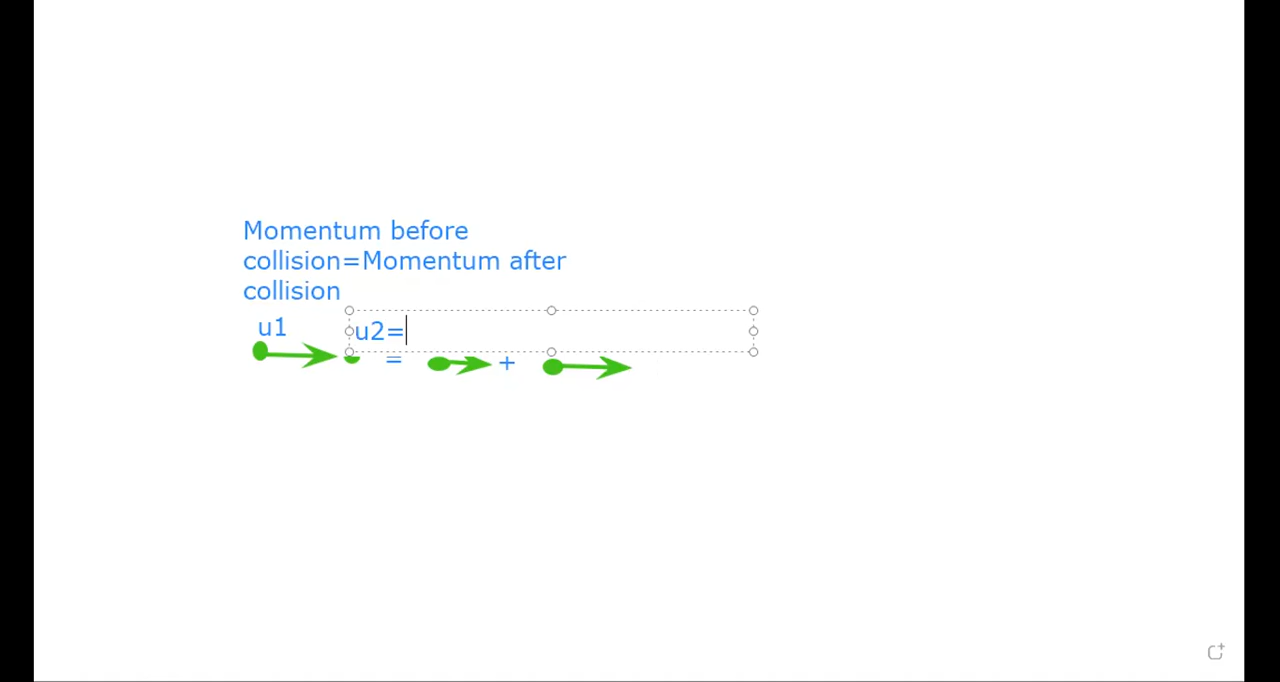 Momentum before
collision=Momentum after
collision
u1
u2=
= +